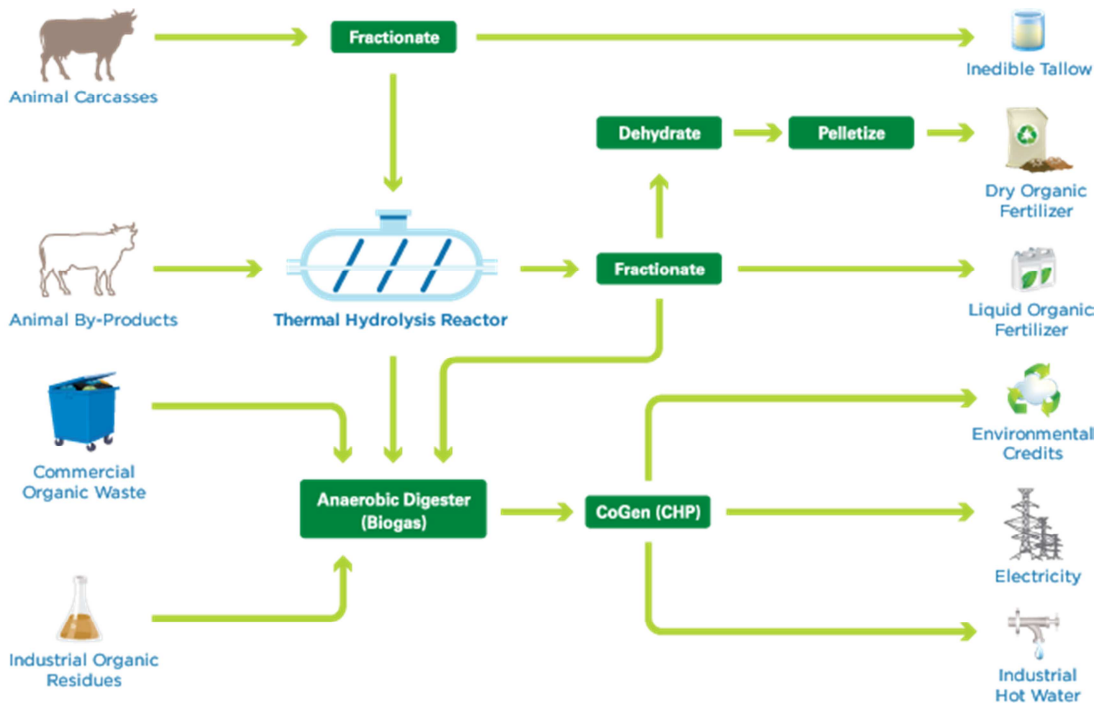 Fractionate
Animal Carcasses
Inedible Tallow
Dehydrate
Pelletize
Dry Organic
Fertilizer
Fractionate
Animal By-Products
Thermal Hydrolysis Reactor
Liquid Organic
Fertilizer
Environmental
Credits
Commercial
Organic Waste
Anaerobic Digester
(Biogas)
CoGen (CHP)
Electricity
Industrial Organic
Residues
Industrial
Hot Water